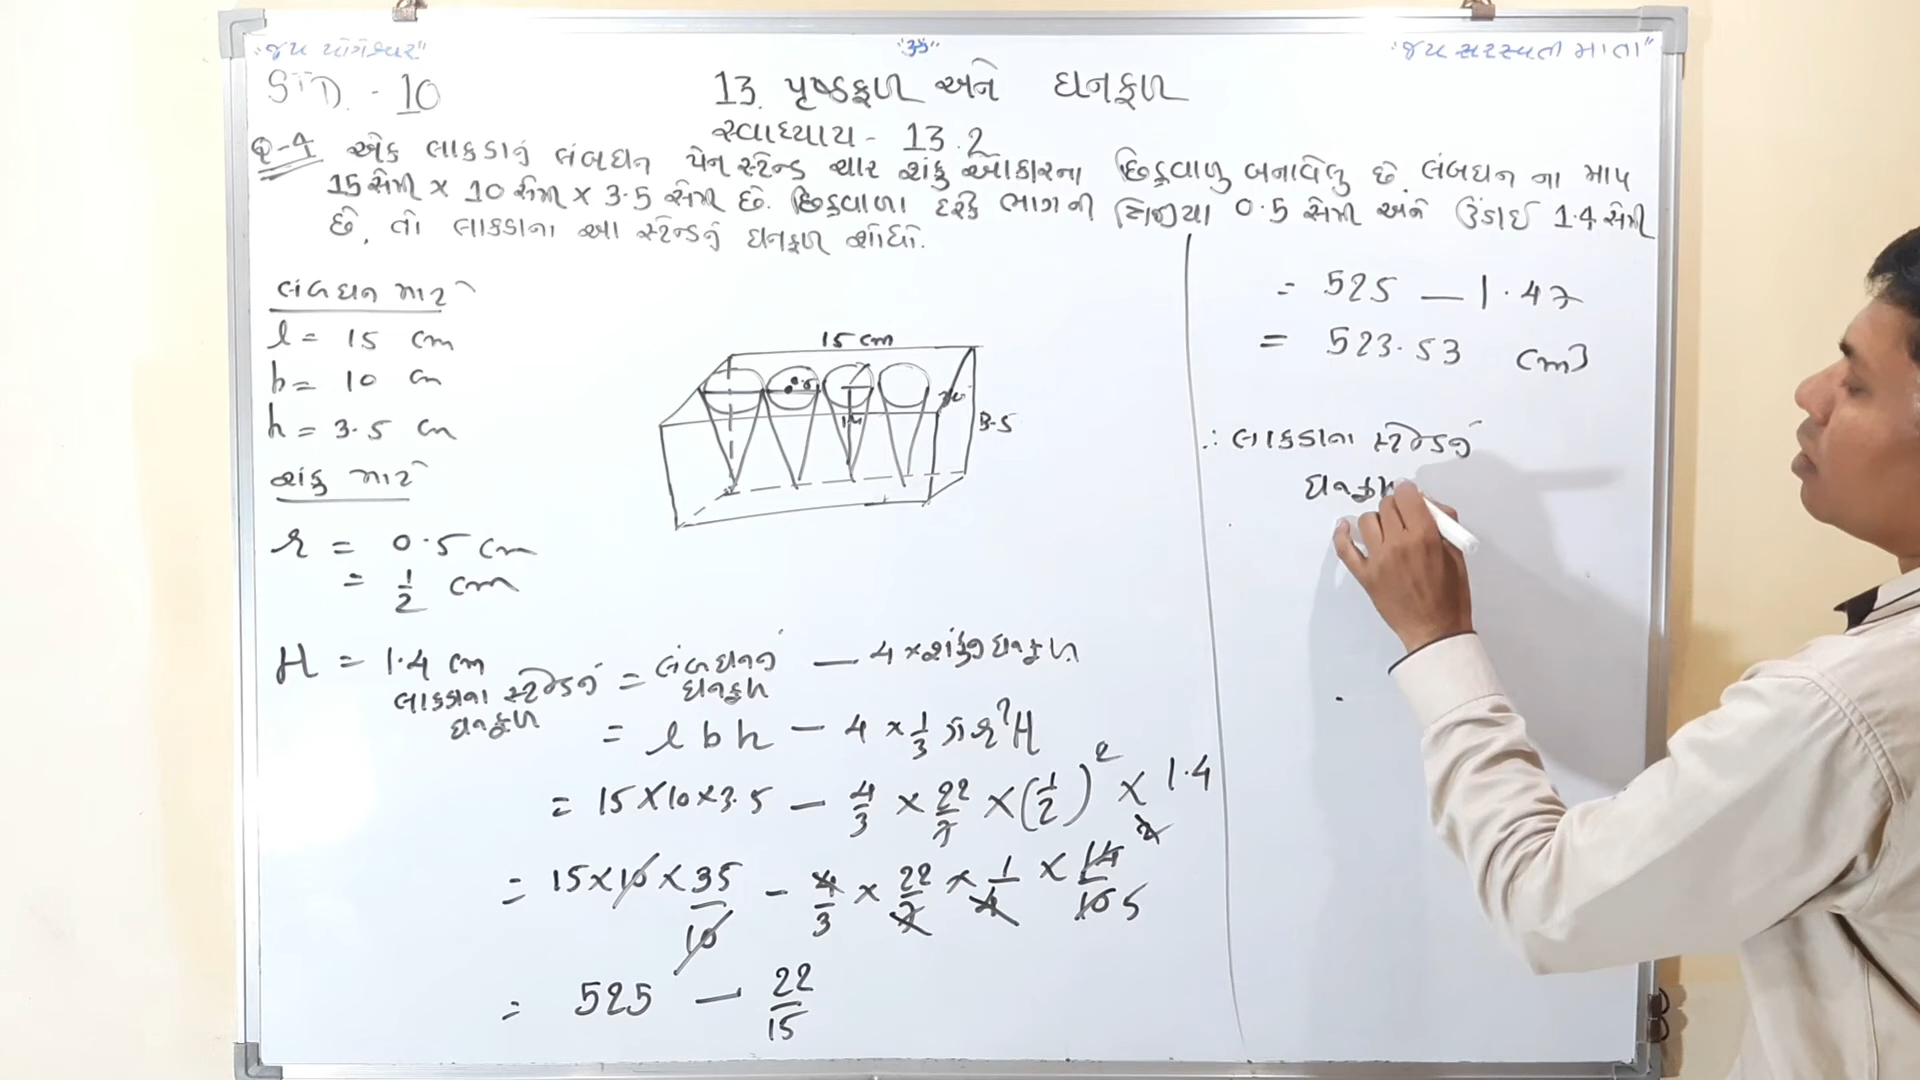 "જય યોગેશ્વર"
"ૐ"
"જય સરસ્વતી માતા"
STD. - 10
13. પૃષ્ઠફળ અને ઘનફળ
સ્વાધ્યાય - 13.2
Q-4 એક લાકડાનું લંબઘન પેન સ્ટેન્ડ ચાર શંકુ આકારના છિદ્રવાળુ બનાવેલુ છે. લંબઘન ના માપ
15 સેમી × 10 સેમી × 3.5 સેમી છે. છિદ્રવાળા દરેક ભાગની ત્રિજ્યા 0.5 સેમી અને ઉંડાઈ 1.4 સેમી
છે, તો લાકડાના આ સ્ટેન્ડનું ઘનફળ શોધો.
લંબઘન માટે
l = 15 cm
b = 10 cm
h = 3.5 cm
શંકુ માટે
r = 0.5 cm
= 1/2 cm
H = 1.4 cm
15 cm
3.5
લાકડાના સ્ટેન્ડનું ઘનફળ = લંબઘનનું ઘનફળ — 4 × શંકુનું ઘનફળ
= l b h — 4 × 1/3 πr²H
= 15 × 10 × 3.5 — 4/3 × 22/7 × (1/2)² × 1.4
= 15 × 10 × 35/10 - 4/3 × 22/7 × 1/4 × 14/10 2 5
= 525 — 22/15
= 525 — 1.47
= 523.53 cm3
∴ લાકડાના સ્ટેન્ડનું
ઘનફળ